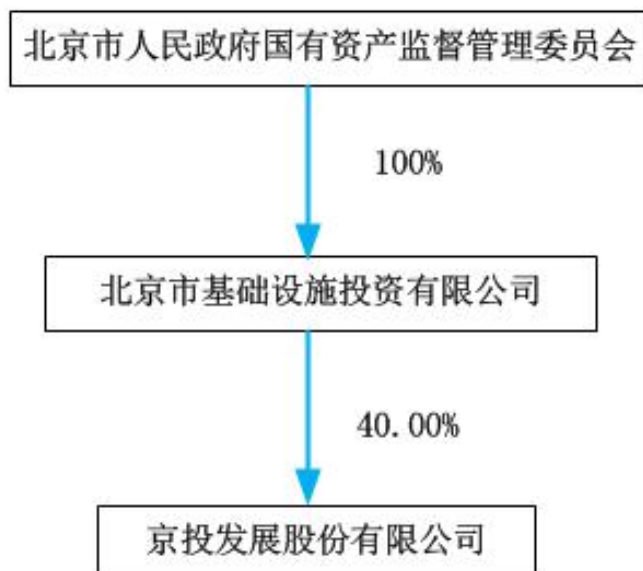 北京市人民政府国有资产监督管理委员会
100%
北京市基础设施投资有限公司
40.00%
京投发展股份有限公司